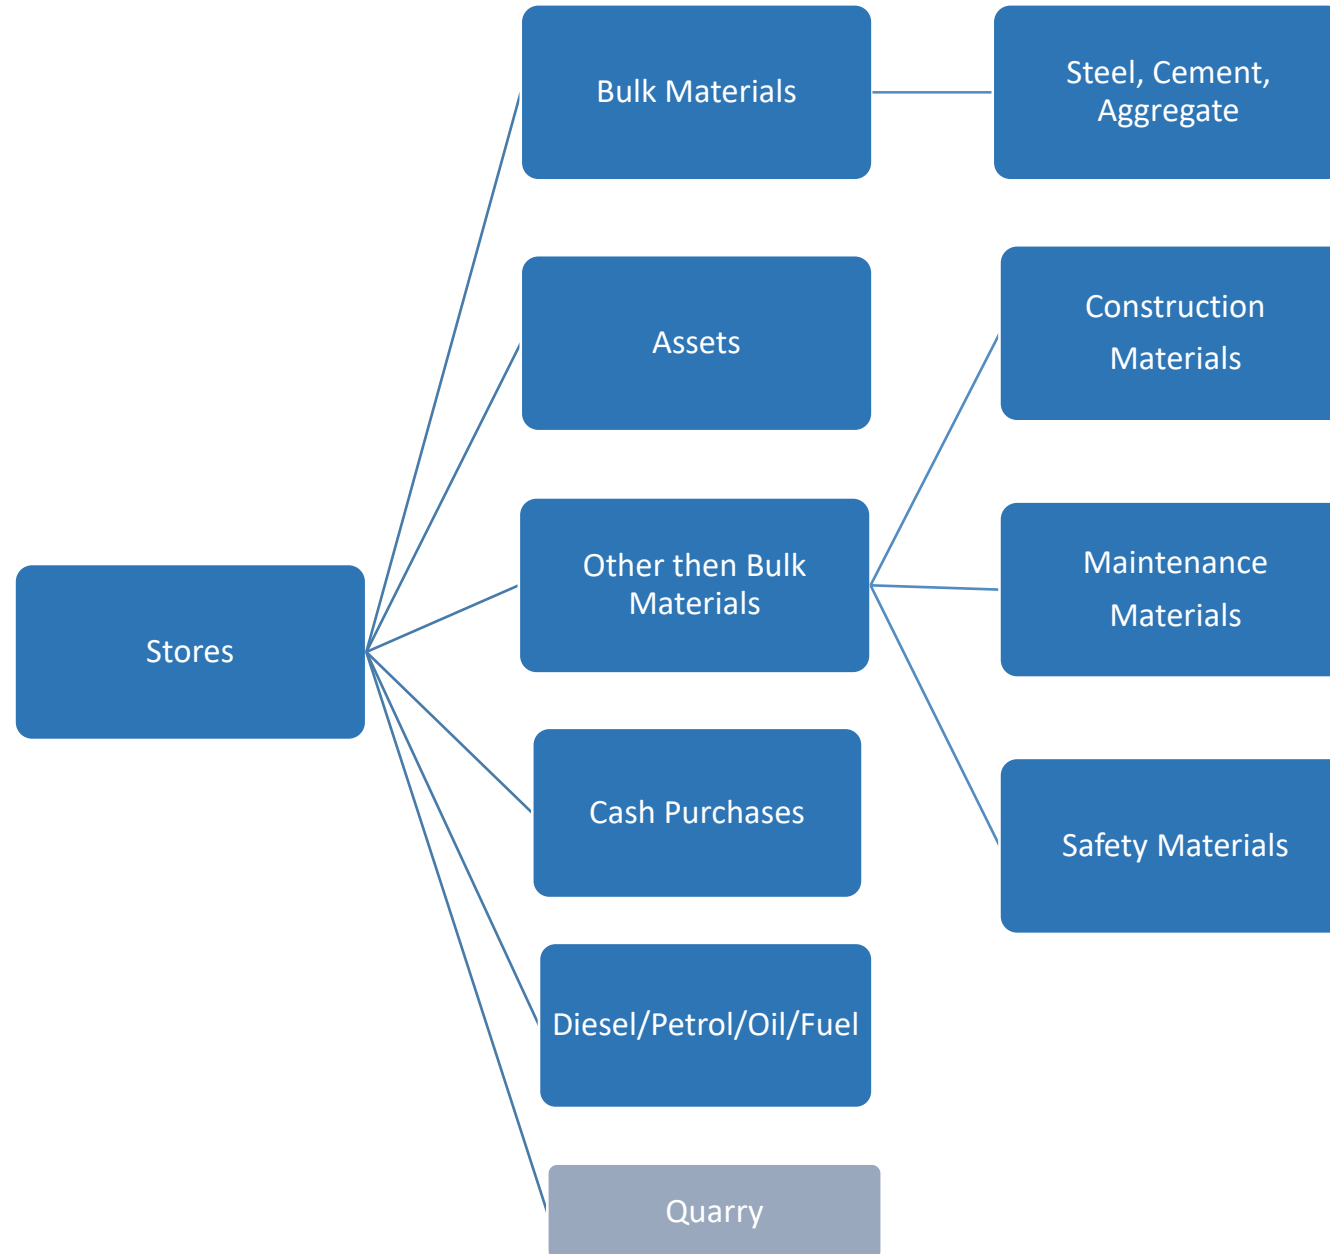 Bulk Materials
Steel, Cement,
Aggregate
Assets
Construction
Materials
Other then Bulk
Materials
Maintenance
Materials
Stores
Cash Purchases
Safety Materials
Diesel/Petrol/Oil/Fuel
Quarry